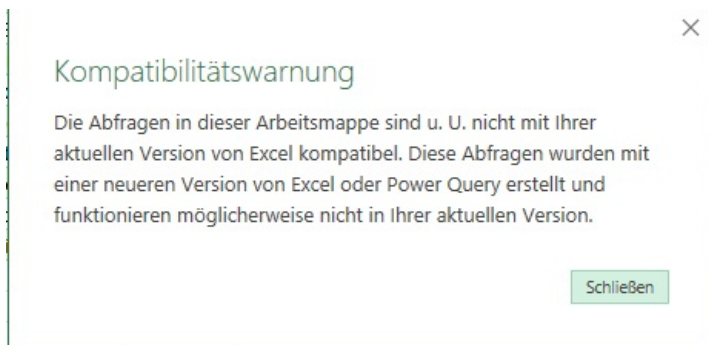 Kompatibilitätswarnung
Die Abfragen in dieser Arbeitsmappe sind u. U. nicht mit Ihrer
aktuellen Version von Excel kompatibel. Diese Abfragen wurden mit
einer neueren Version von Excel oder Power Query erstellt und
funktionieren möglicherweise nicht in Ihrer aktuellen Version.
Schließen